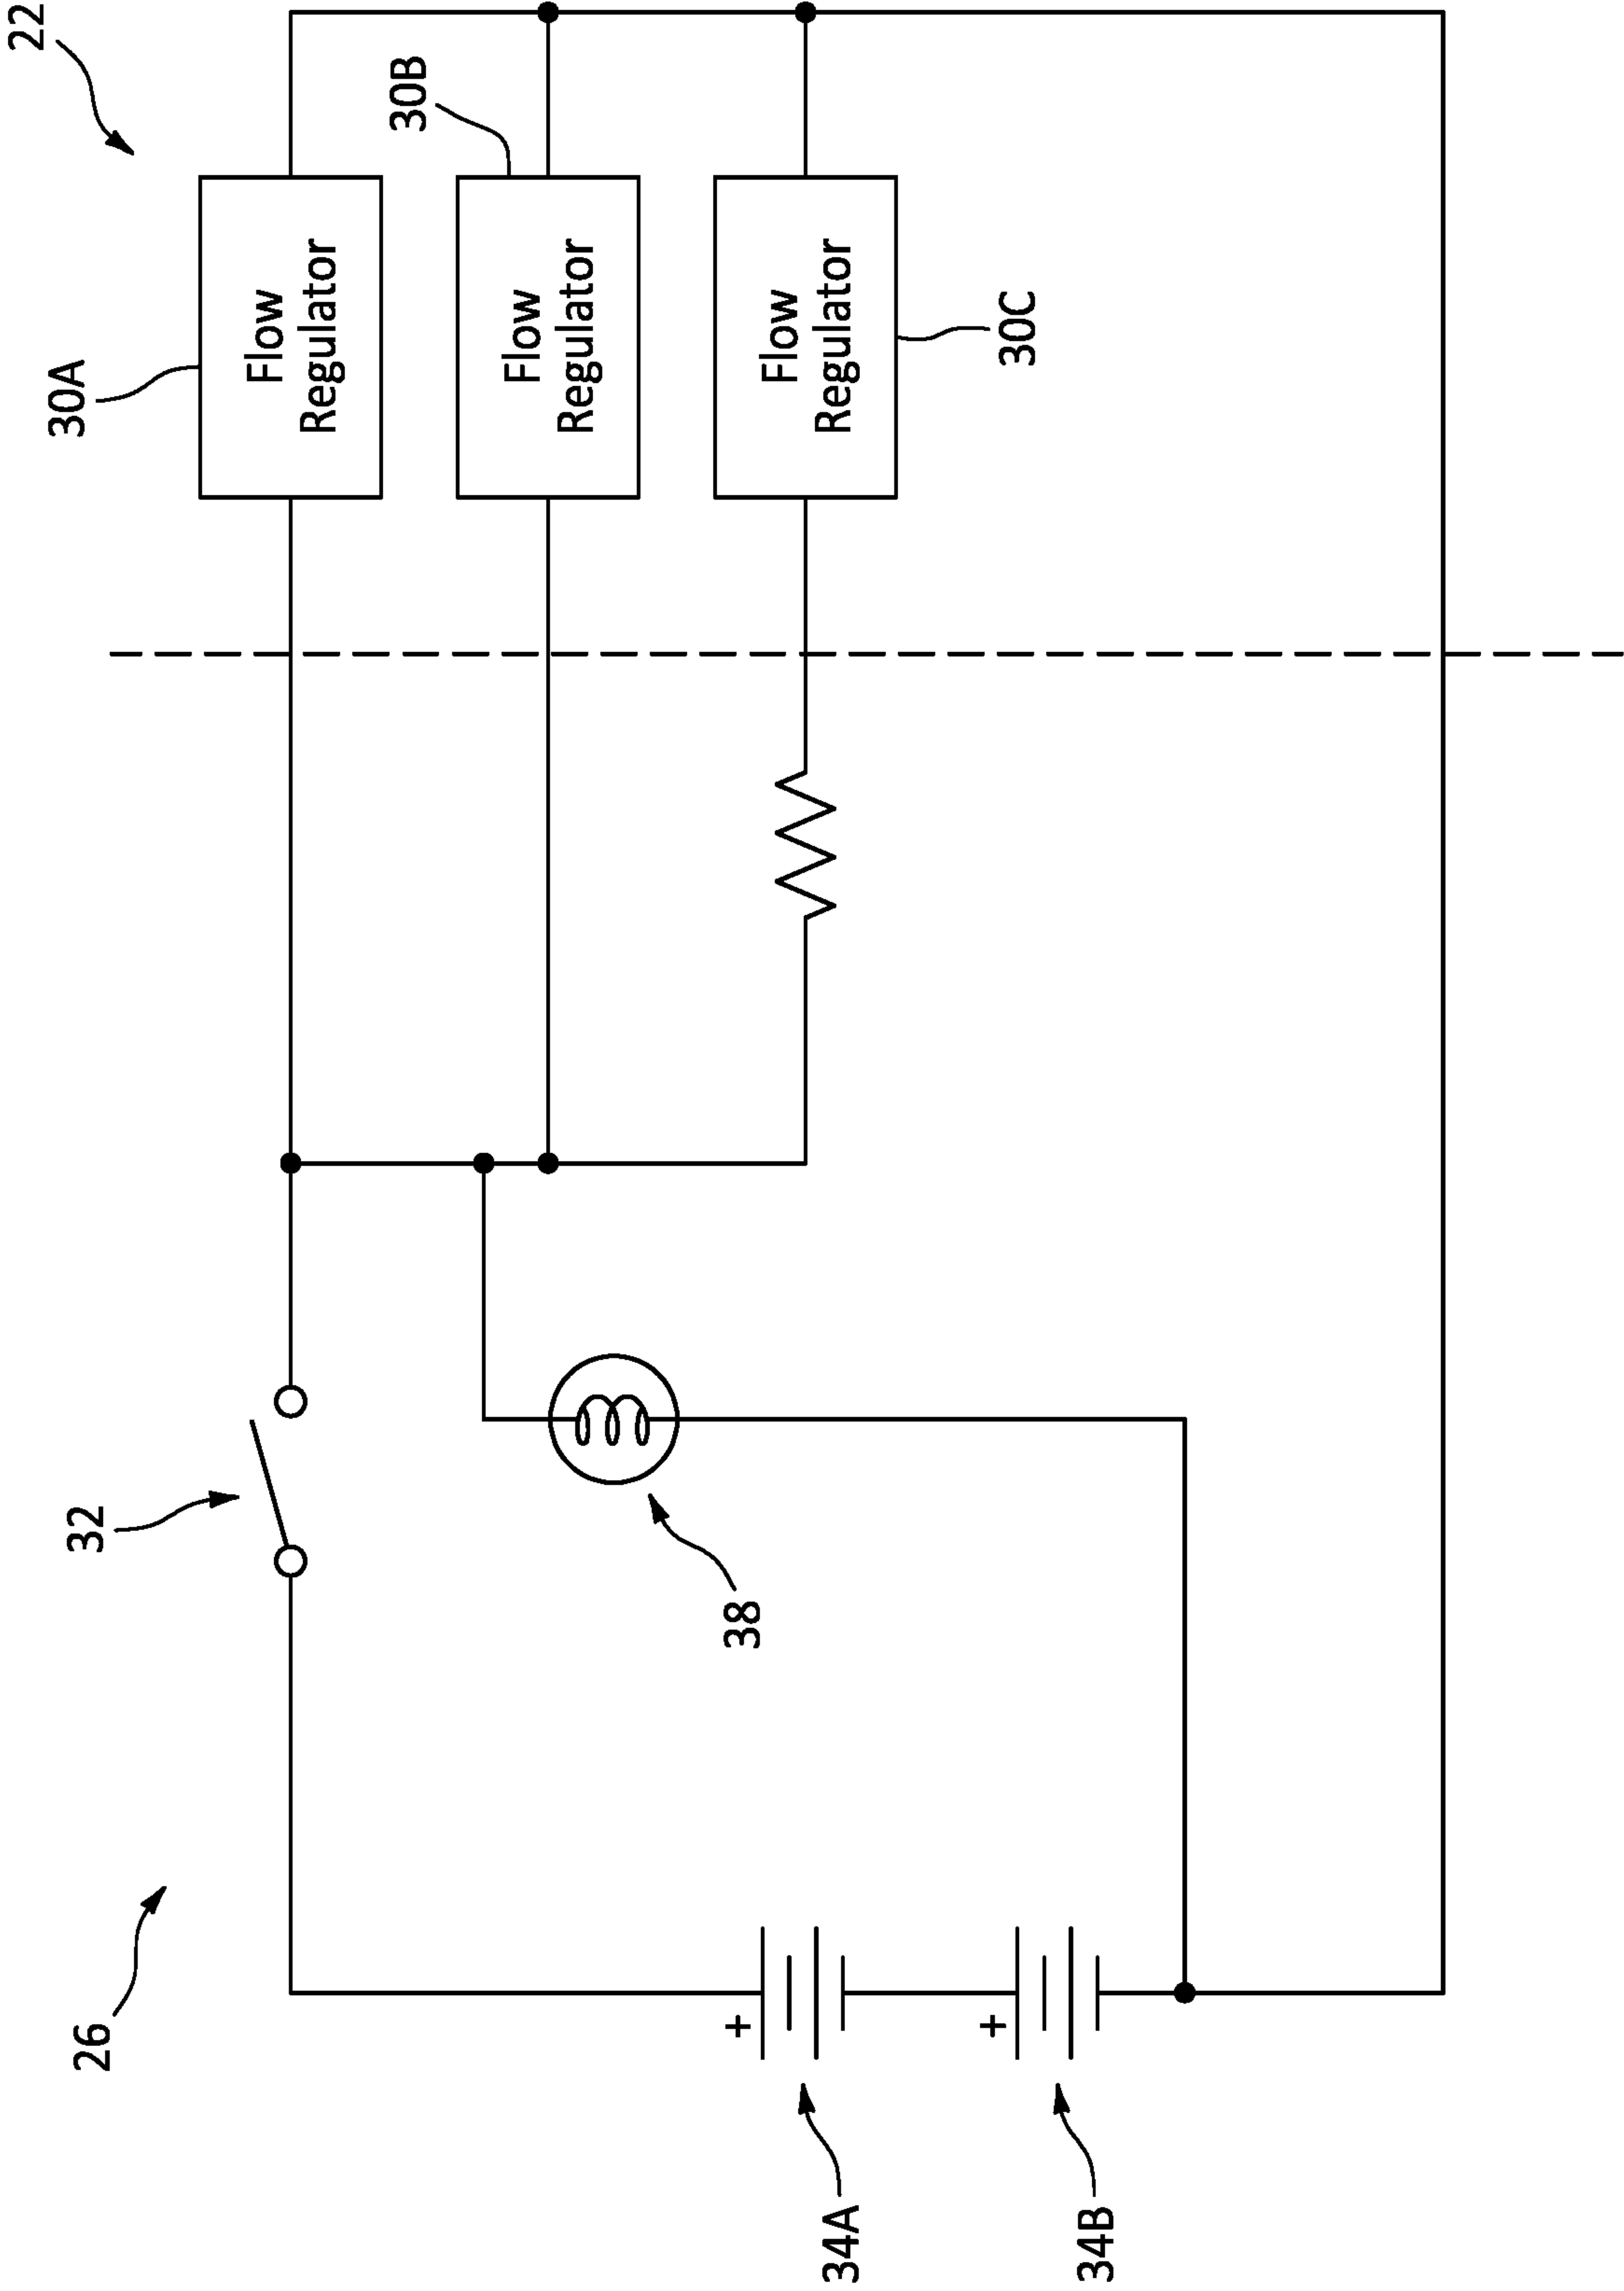 22
30A
Flow
Regulator
30B
Flow
Regulator
30C
Flow
Regulator
32
38
26
+
34A
+
34B